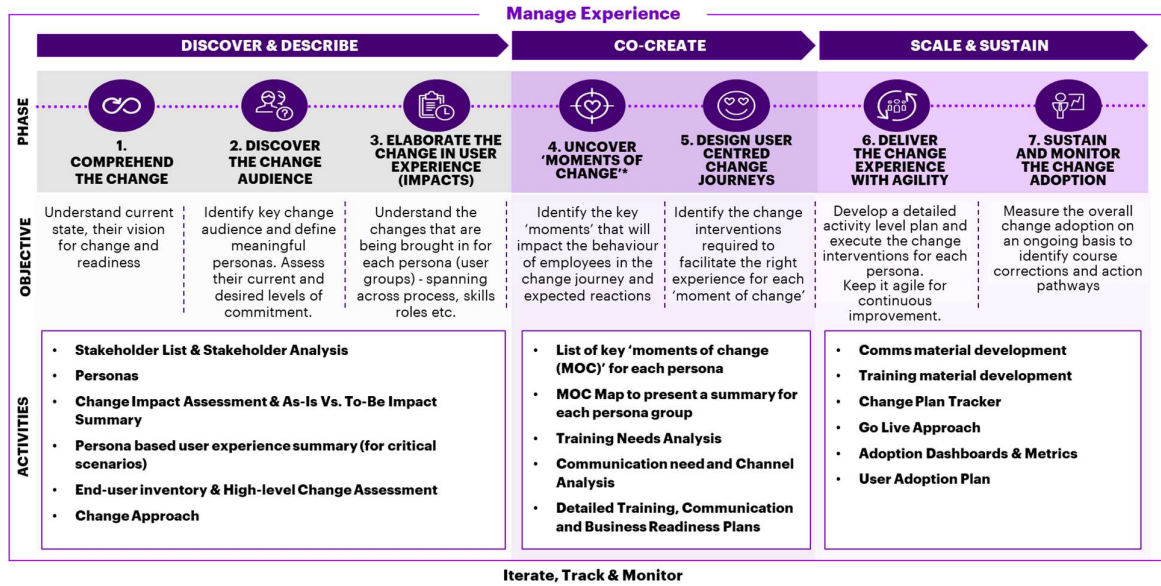 Manage Experience
DISCOVER & DESCRIBE
CO-CREATE
SCALE & SUSTAIN
PHASE
1.
COMPREHEND
THE CHANGE
2. DISCOVER
THE CHANGE
AUDIENCE
3. ELABORATE THE
CHANGE IN USER
EXPERIENCE
(IMPACTS)
4. UNCOVER
‘MOMENTS OF
CHANGE’*
5. DESIGN USER
CENTRED
CHANGE
JOURNEYS
6. DELIVER
THE CHANGE
EXPERIENCE
WITH AGILITY
7. SUSTAIN
AND MONITOR
THE CHANGE
ADOPTION
OBJECTIVE
Understand current
state, their vision
for change and
readiness
Identify key change
audience and define
meaningful
personas. Assess
their current and
desired levels of
commitment.
Understand the
changes that are
being brought in for
each persona (user
groups) - spanning
across process, skills
roles etc.
Identify the key
‘moments’ that will
impact the behaviour
of employees in the
change journey and
expected reactions
Identify the change
interventions
required to
facilitate the right
experience for each
‘moment of change’
Develop a detailed
activity level plan and
execute the change
interventions for each
persona.
Keep it agile for
continuous
improvement.
Measure the overall
change adoption on
an ongoing basis to
identify course
corrections and action
pathways
ACTIVITIES
• Stakeholder List & Stakeholder Analysis
• Personas
• Change Impact Assessment & As-Is Vs. To-Be Impact
Summary
• Persona based user experience summary (for critical
scenarios)
• End-user inventory & High-level Change Assessment
• Change Approach
• List of key ‘moments of change
(MOC)’ for each persona
• MOC Map to present a summary for
each persona group
• Training Needs Analysis
• Communication need and Channel
Analysis
• Detailed Training, Communication
and Business Readiness Plans
• Comms material development
• Training material development
• Change Plan Tracker
• Go Live Approach
• Adoption Dashboards & Metrics
• User Adoption Plan
Iterate, Track & Monitor